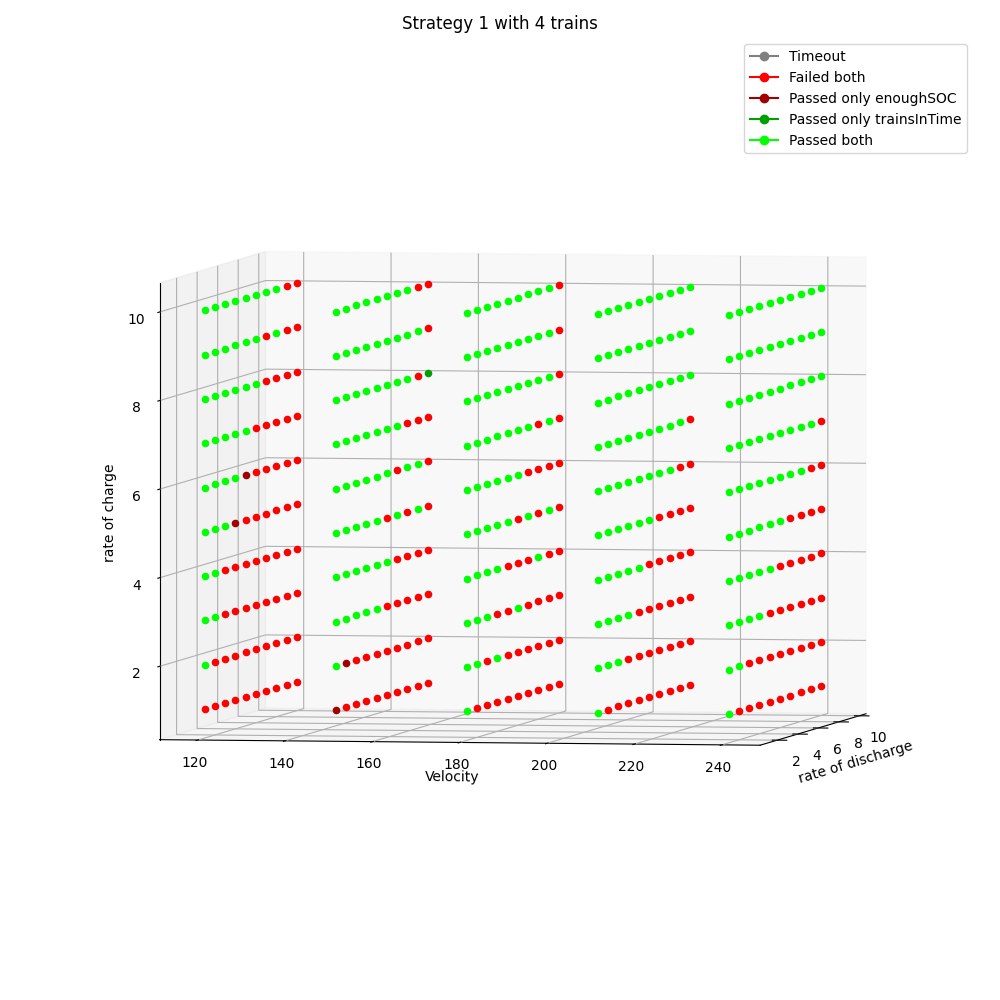 Strategy 1 with 4 trains
Timeout
Failed both
Passed only enoughSOC
Passed only trainsInTime
Passed both
10
8
6
4
2
rate of charge
120
140
160
180
200
220
240
Velocity
2
4
6
8
10
rate of discharge